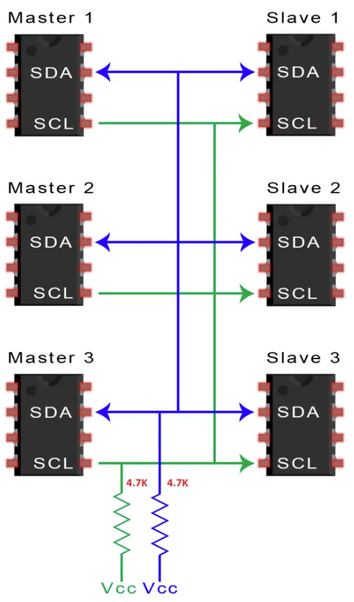 Master 1 Slave 1
SDA SDA
SCL SCL
Master 2 Slave 2
SDA SDA
SCL SCL
Master 3 Slave 3
SDA SDA
SCL SCL
4.7K 4.7K
Vcc Vcc